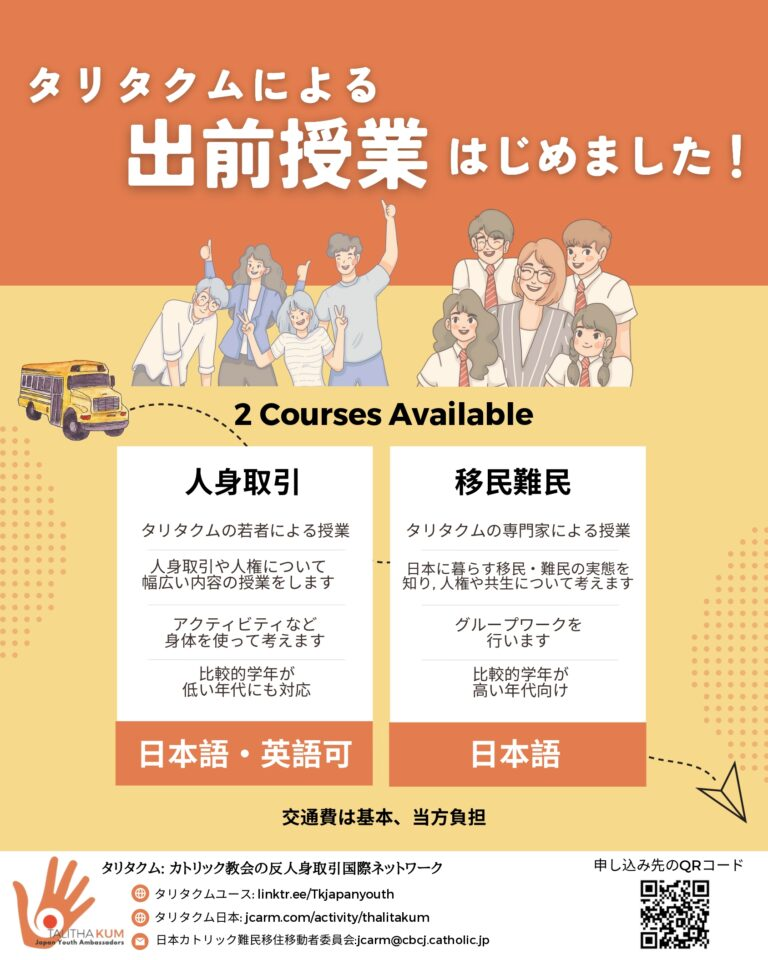 タリタクムによる
出前授業 はじめました！
2 Courses Available
人身取引
タリタクムの若者による授業
人身取引や人権について
幅広い内容の授業をします
アクティビティなど
身体を使って考えます
比較的学年が
低い年代にも対応
日本語・英語可
移民難民
タリタクムの専門家による授業
日本に暮らす移民・難民の実態を
知り, 人権や共生について考えます
グループワークを
行います
比較的学年が
高い年代向け
日本語
交通費は基本、当方負担
タリタクム: カトリック教会の反人身取引国際ネットワーク
タリタクムユース: linktr.ee/Tkjapanyouth
タリタクム日本: jcarm.com/activity/thalitakum
日本カトリック難民移住移動者委員会:jcarm@cbcj.catholic.jp
TALITHA KUM
Japan Youth Ambassadors
申し込み先のQRコード